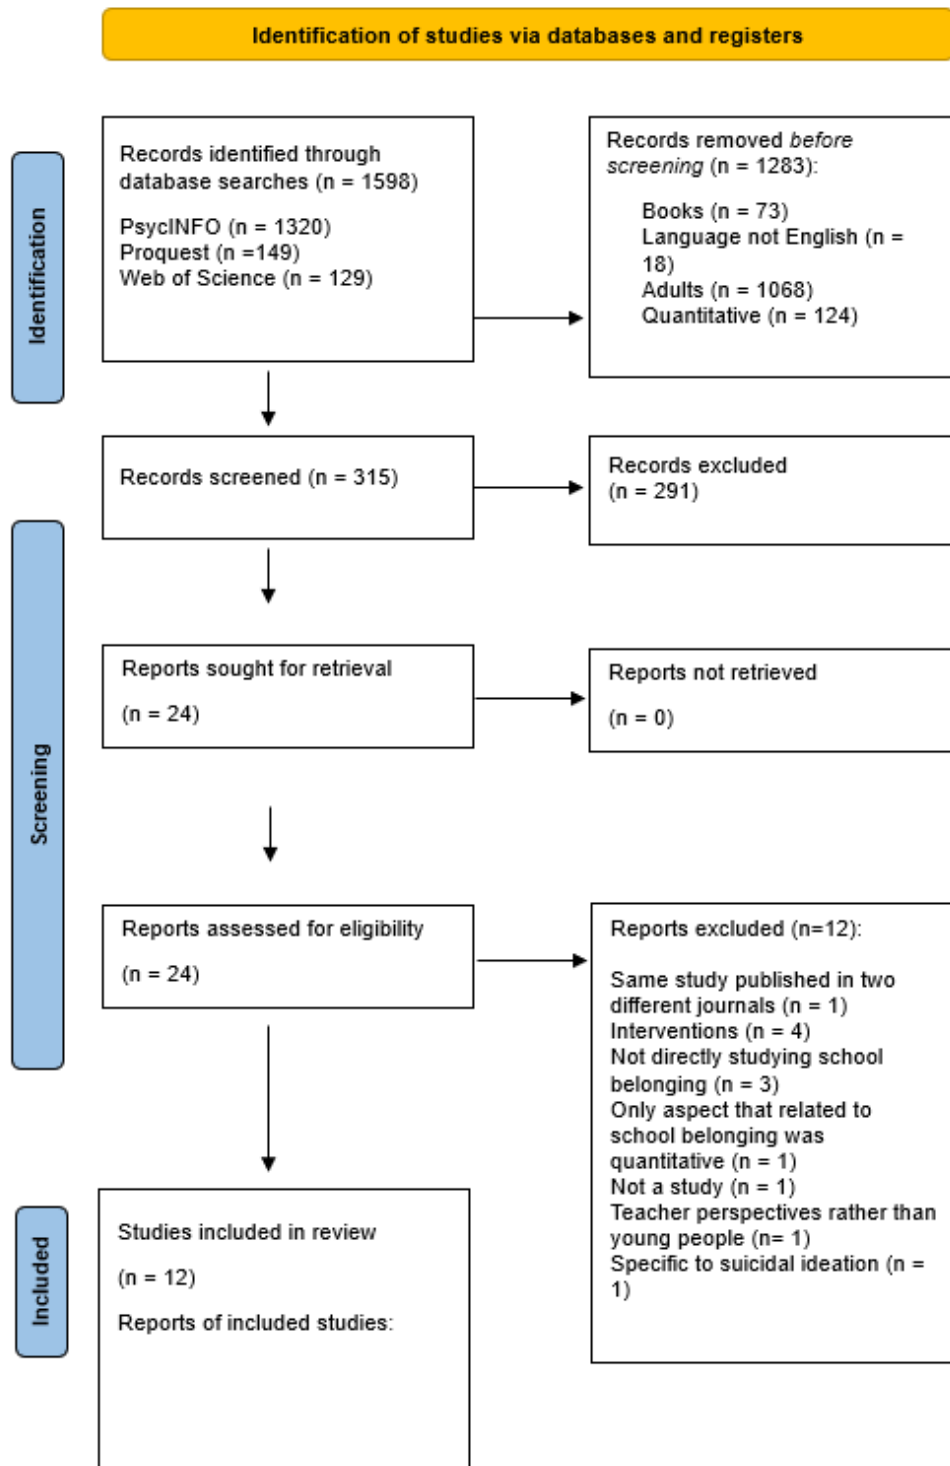 Identification of studies via databases and registers
Identification
Records identified through
database searches (n = 1598)
PsycINFO (n = 1320)
Proquest (n =149)
Web of Science (n = 129)
Records removed before
screening (n = 1283):
Books (n = 73)
Language not English (n =
18)
Adults (n = 1068)
Quantitative (n = 124)
Records screened (n = 315)
Records excluded
(n = 291)
Screening
Reports sought for retrieval
(n = 24)
Reports not retrieved
(n = 0)
Reports assessed for eligibility
(n = 24)
Reports excluded (n=12):
Same study published in two
different journals (n = 1)
Interventions (n = 4)
Not directly studying school
belonging (n = 3)
Only aspect that related to
school belonging was
quantitative (n = 1)
Not a study (n = 1)
Teacher perspectives rather than
young people (n= 1)
Specific to suicidal ideation (n =
1)
Included
Studies included in review
(n = 12)
Reports of included studies: